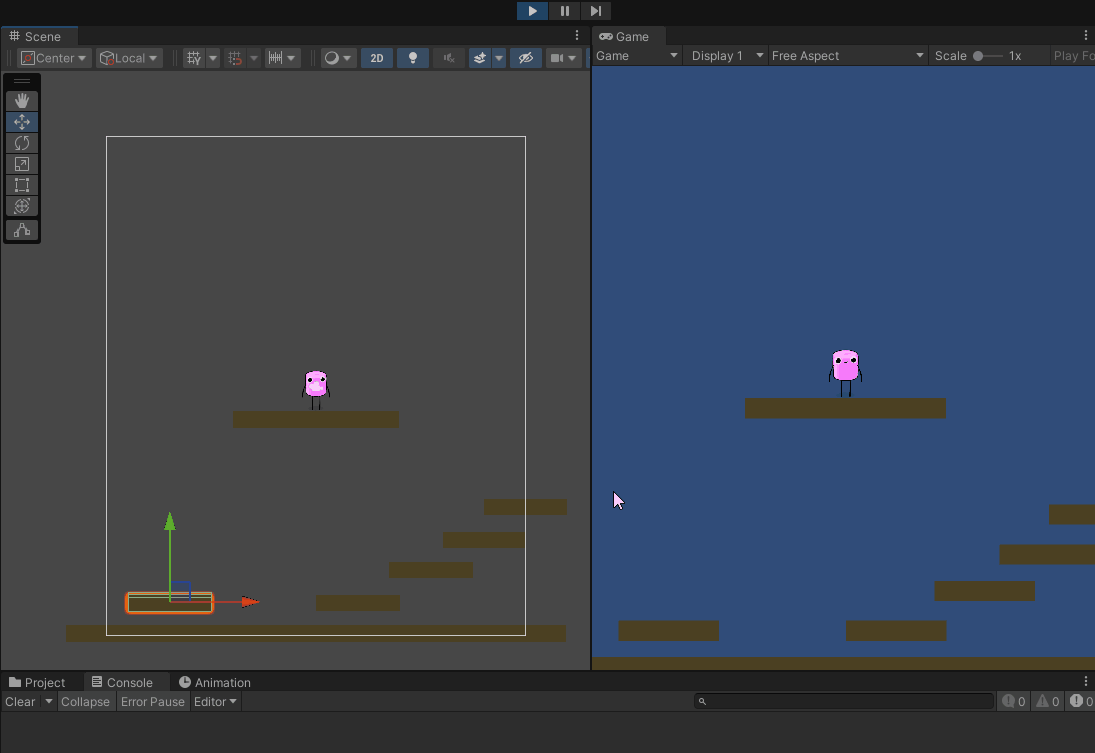 Scene
Game
Center
Local
2D
Game
Display 1
Free Aspect
Scale
1x
Play Fo
Project
Console
Animation
Clear
Collapse
Error Pause
Editor
0
0
0